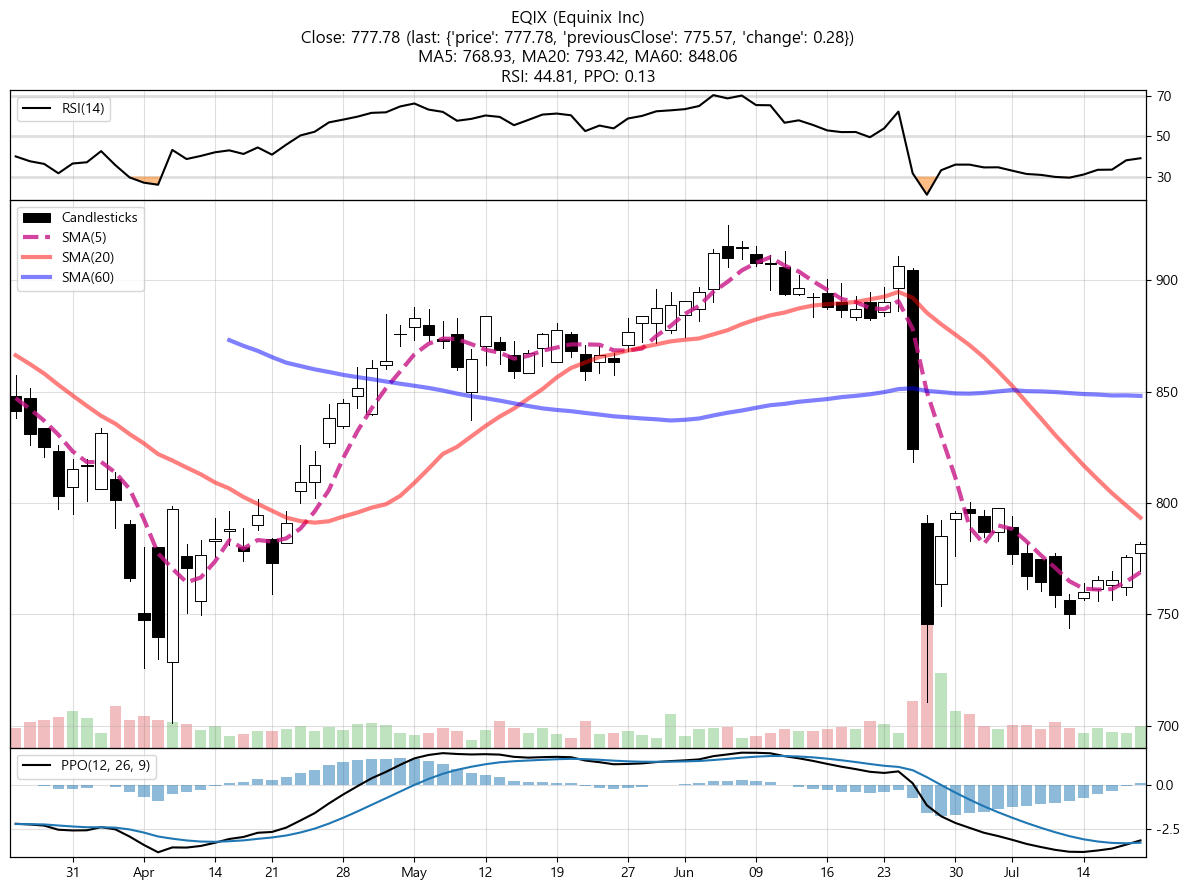 EQIX (Equinix Inc)
Close: 777.78 (last: {'price': 777.78, 'previousClose': 775.57, 'change': 0.28})
MA5: 768.93, MA20: 793.42, MA60: 848.06
RSI: 44.81, PPO: 0.13
RSI(14)
70
50
30
Candlesticks
SMA(5)
SMA(20)
SMA(60)
900
850
800
750
700
PPO(12, 26, 9)
0.0
-2.5
31 Apr 14 21 28 May 12 19 27 Jun 09 16 23 30 Jul 14